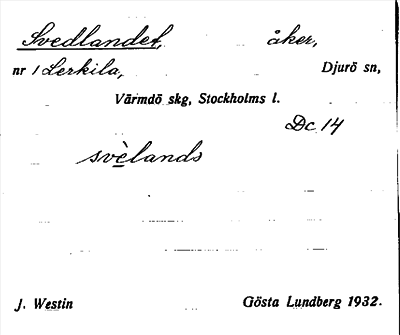 Svedlandet, åker,
nr 1 Lerkila, Djurö sn,
Värmdö skg, Stockholms l.
Dc 14
svèlands
J. Westin Gösta Lundberg 1932.